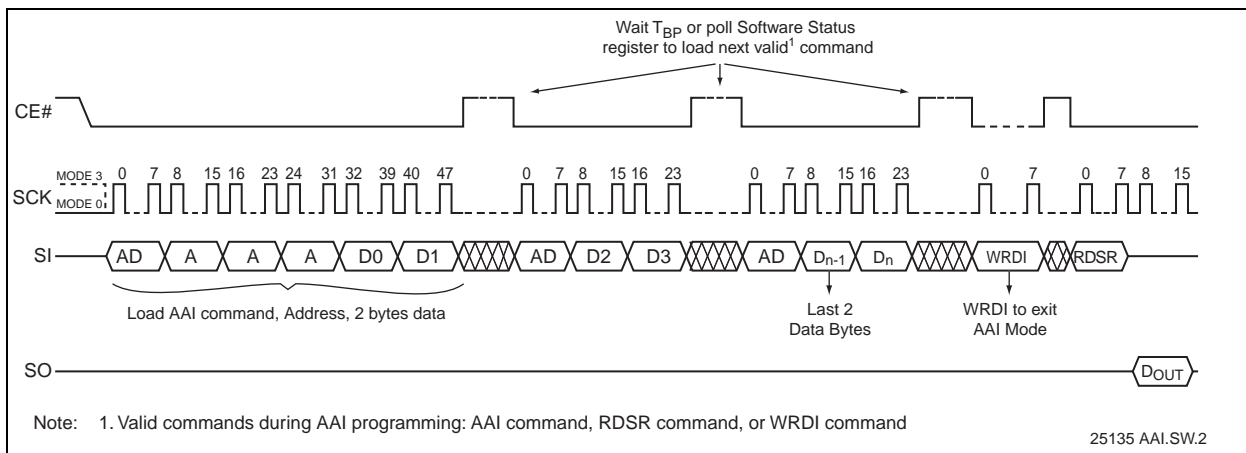 Wait TBP or poll Software Status
register to load next valid1 command
CE#
MODE 3
MODE 0
SCK
0 7 8 15 16 23 24 31 32 39 40 47 0 7 8 15 16 23 0 7 8 15 16 23 0 7 0 7 8 15
SI
AD A A A D0 D1 AD D2 D3 AD Dn-1 Dn WRDI RDSR
Load AAI command, Address, 2 bytes data
Last 2
Data Bytes
WRDI to exit
AAI Mode
SO
DOUT
Note: 1. Valid commands during AAI programming: AAI command, RDSR command, or WRDI command
25135 AAI.SW.2